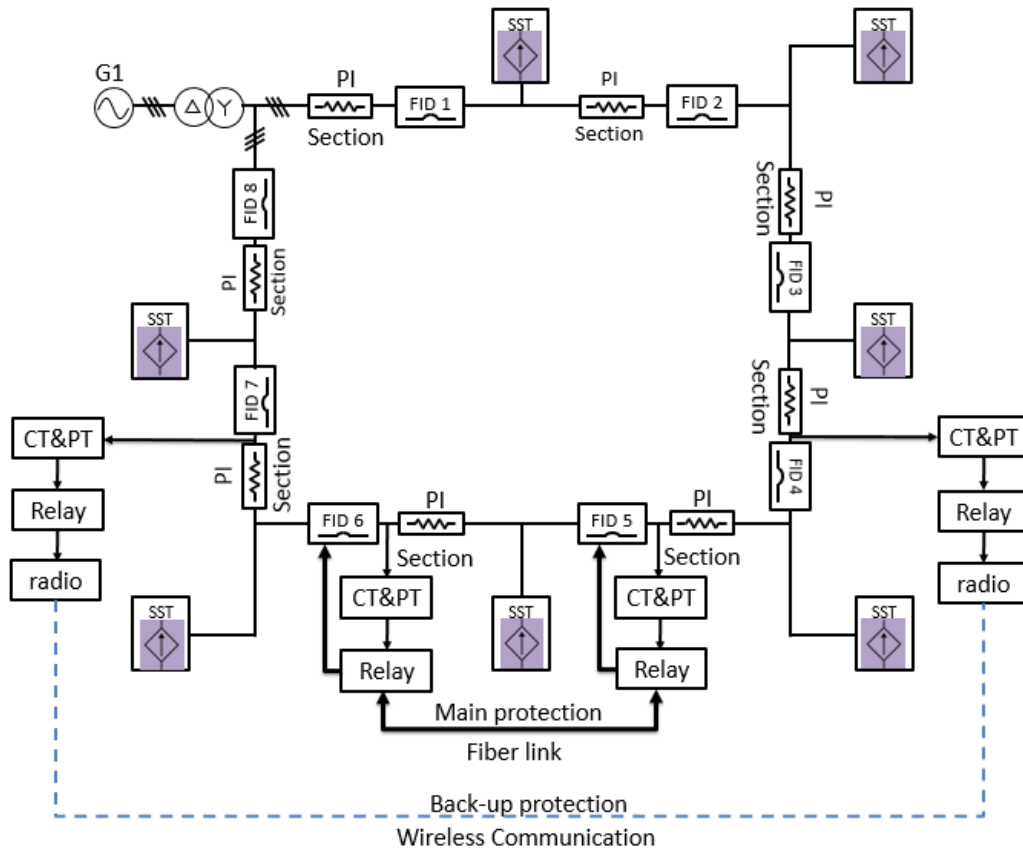 SST
SST
G1
PI
FID 1
Section
PI
FID 2
Section
Δ
Y
FID 8
PI
Section
PI
Section
FID 3
SST
SST
FID 7
PI
Section
PI
Section
FID 4
CT&PT
Relay
radio
CT&PT
Relay
radio
FID 6
PI
Section
FID 5
PI
Section
CT&PT
Relay
CT&PT
Relay
SST
SST
SST
Main protection
Fiber link
Back-up protection
Wireless Communication